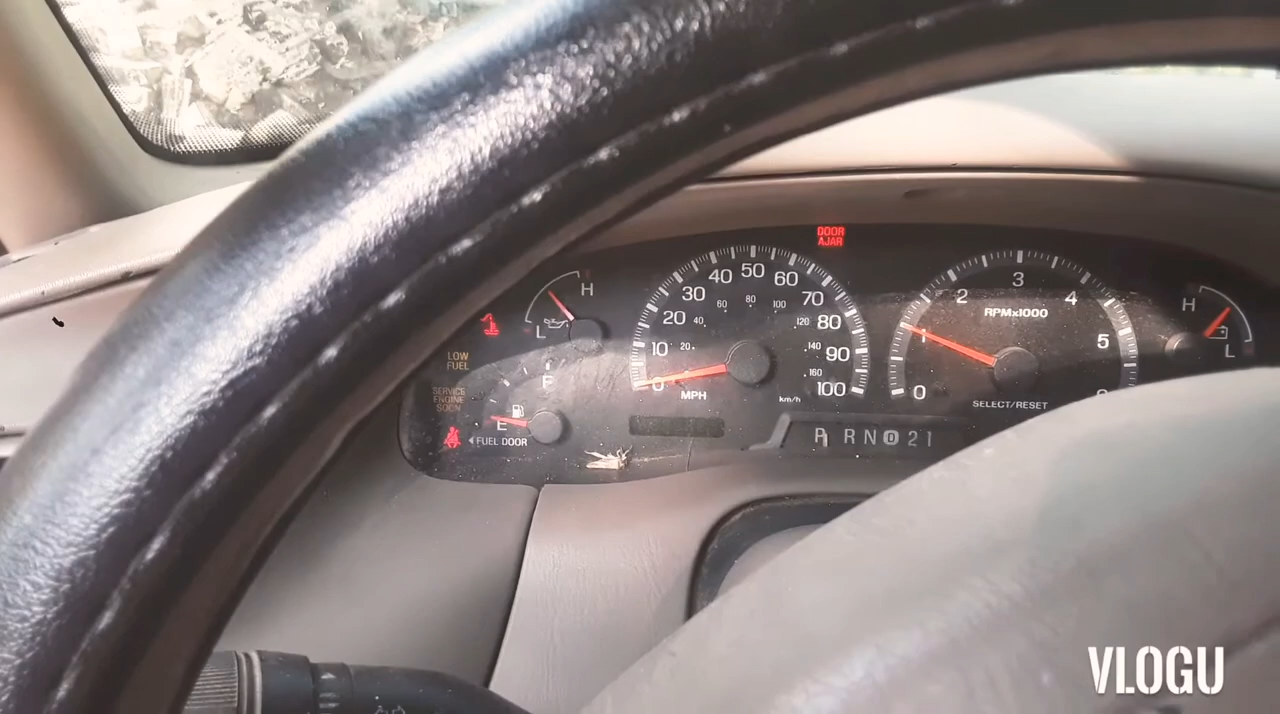 DOOR
AJAR
H
L
LOW
FUEL
SERVICE
ENGINE
SOON
F
E
FUEL DOOR
0 10 20 30 40 50 60 70 80 90 100
20 40 60 80 100 120 140 160
MPH
km/h
0 1 2 3 4 5
RPMx1000
SELECT/RESET
P R N D 2 1
H
L
VLOGU